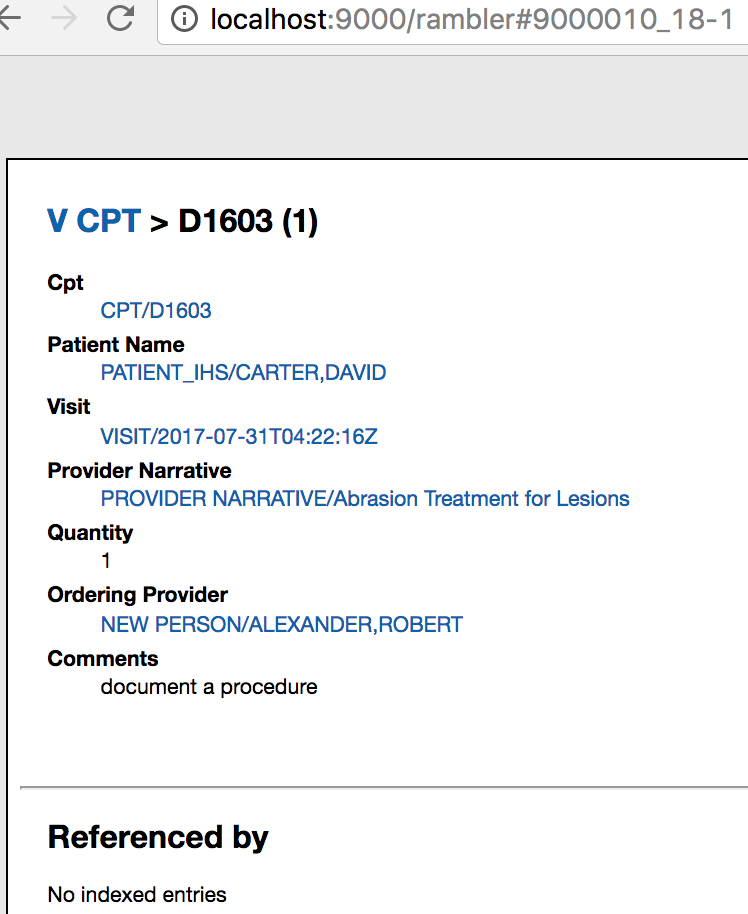 localhost:9000/rambler#9000010_18-1
V CPT > D1603 (1)
Cpt
CPT/D1603
Patient Name
PATIENT_IHS/CARTER,DAVID
Visit
VISIT/2017-07-31T04:22:16Z
Provider Narrative
PROVIDER NARRATIVE/Abrasion Treatment for Lesions
Quantity
1
Ordering Provider
NEW PERSON/ALEXANDER,ROBERT
Comments
document a procedure
Referenced by
No indexed entries